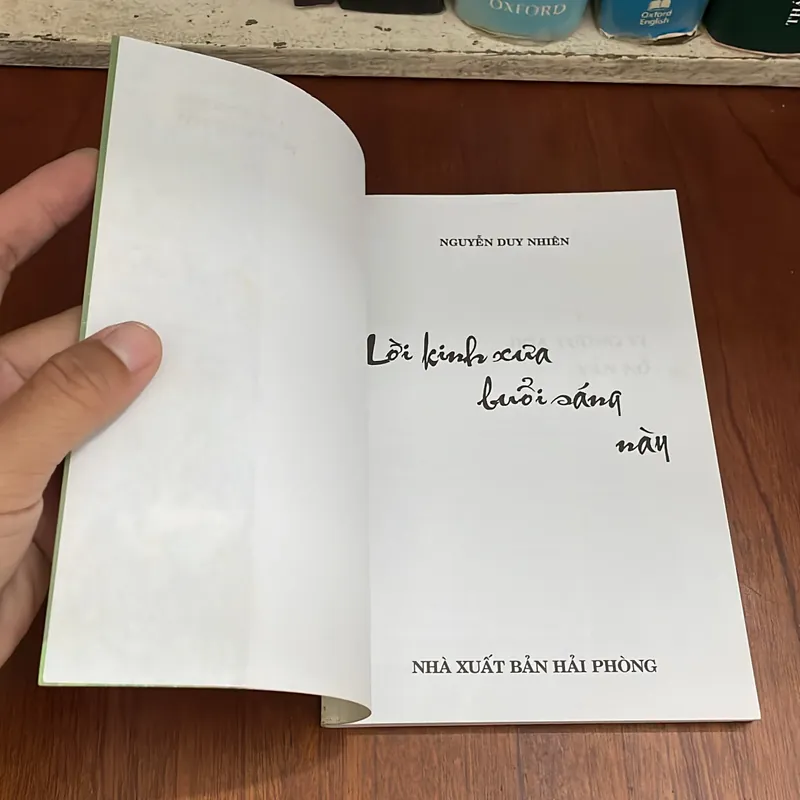 OXFORD
Oxford
English
NGUYỄN DUY NHIÊN
Lời kinh xưa
buổi sáng
này
NHÀ XUẤT BẢN HẢI PHÒNG